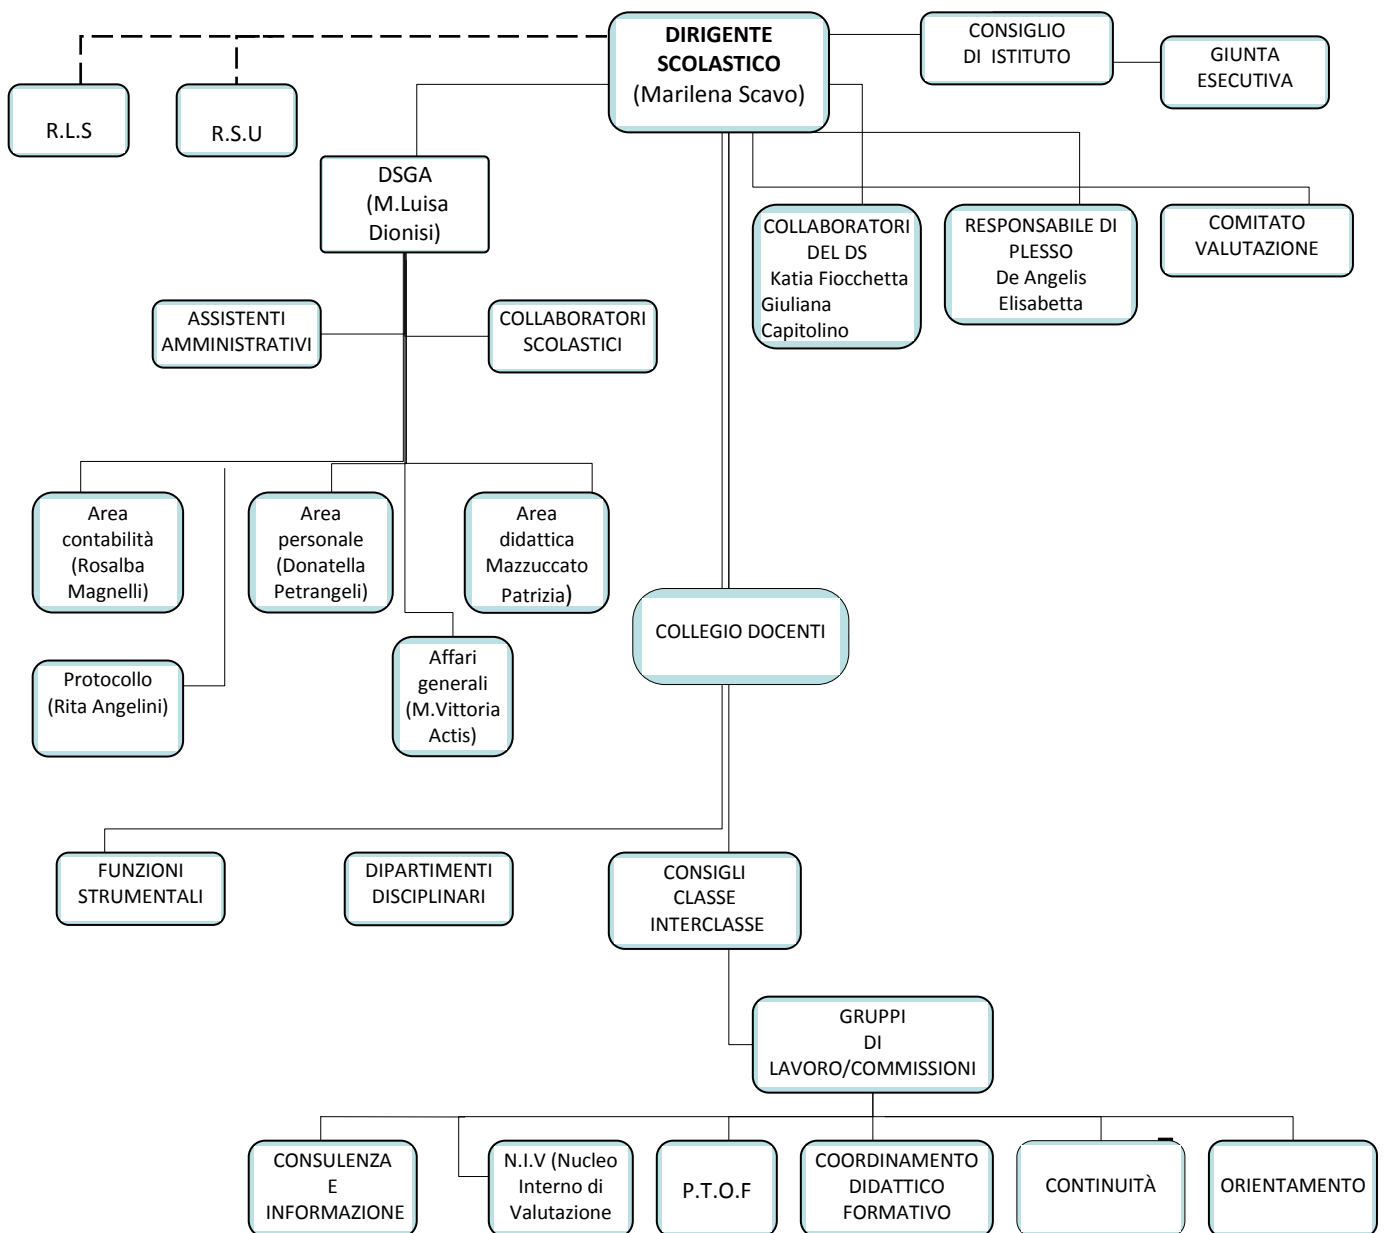 DIRIGENTE
SCOLASTICO
(Marilena Scavo)
CONSIGLIO
DI ISTITUTO
GIUNTA
ESECUTIVA
R.L.S
R.S.U
DSGA
(M.Luisa
Dionisi)
COLLABORATORI
DEL DS
Katia Fiocchetta
Giuliana
Capitolino
RESPONSABILE DI
PLESSO
De Angelis
Elisabetta
COMITATO
VALUTAZIONE
ASSISTENTI
AMMINISTRATIVI
COLLABORATORI
SCOLASTICI
Area
contabilità
(Rosalba
Magnelli)
Area
personale
(Donatella
Petrangeli)
Area
didattica
Mazzuccato
Patrizia)
COLLEGIO DOCENTI
Protocollo
(Rita Angelini)
Affari
generali
(M.Vittoria
Actis)
FUNZIONI
STRUMENTALI
DIPARTIMENTI
DISCIPLINARI
CONSIGLI
CLASSE
INTERCLASSE
GRUPPI
DI
LAVORO/COMMISSIONI
CONSULENZA
E
INFORMAZIONE
N.I.V (Nucleo
Interno di
Valutazione
P.T.O.F
COORDINAMENTO
DIDATTICO
FORMATIVO
CONTINUITÀ
ORIENTAMENTO